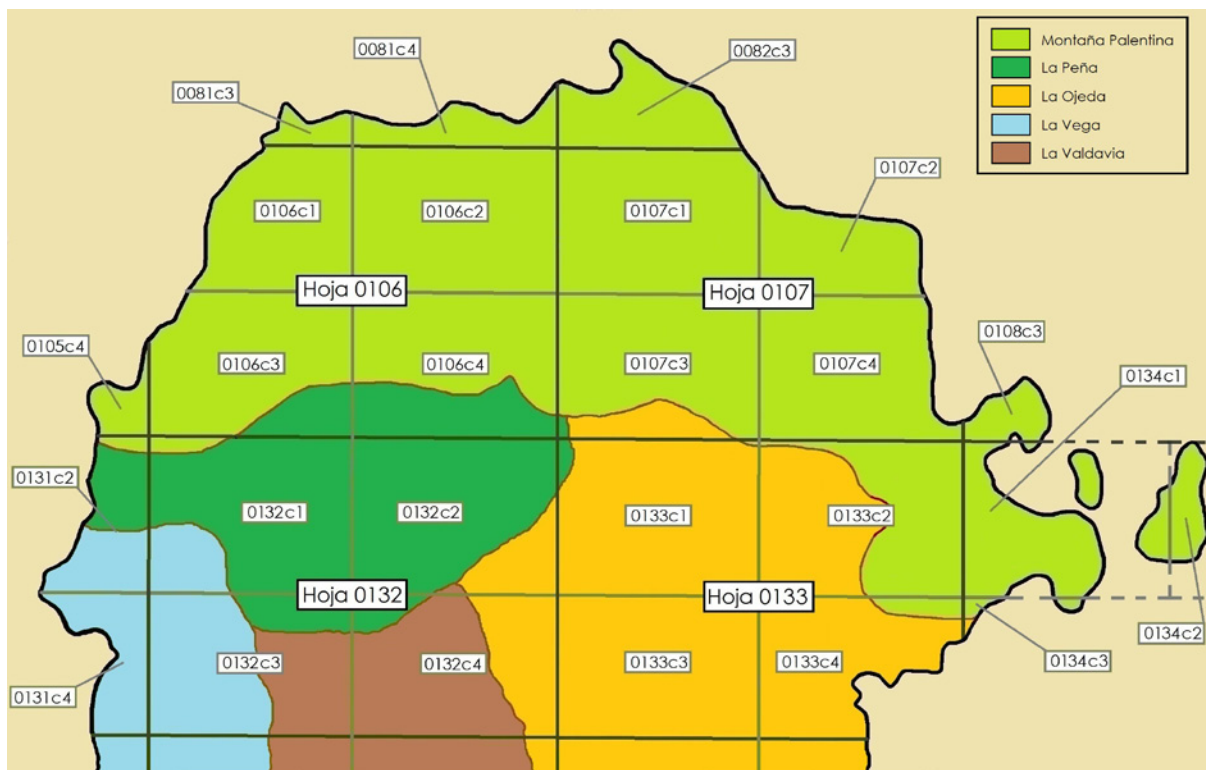 0081c4
0082c3
0081c3
Montaña Palentina
La Peña
La Ojeda
La Vega
La Valdavia
0107c2
0106c1
0106c2
0107c1
Hoja 0106
Hoja 0107
0105c4
0108c3
0106c3
0106c4
0107c3
0107c4
0134c1
0131c2
0132c1
0132c2
0133c1
0133c2
Hoja 0132
Hoja 0133
0134c2
0132c3
0132c4
0133c3
0133c4
0134c3
0131c4